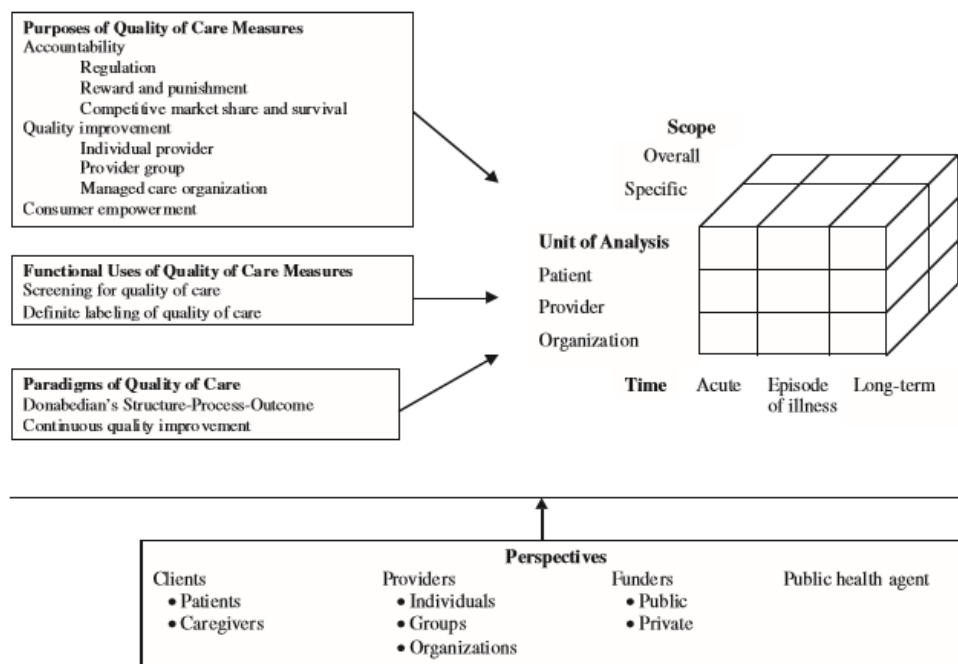 Purposes of Quality of Care Measures
Accountability
Regulation
Reward and punishment
Competitive market share and survival
Quality improvement
Individual provider
Provider group
Managed care organization
Consumer empowerment
Functional Uses of Quality of Care Measures
Screening for quality of care
Definite labeling of quality of care
Paradigms of Quality of Care
Donabedian's Structure-Process-Outcome
Continuous quality improvement
Scope
Overall
Specific
Unit of Analysis
Patient
Provider
Organization
Time Acute Episode Long-term
of illness
Perspectives
Clients Providers Funders Public health agent
• Patients • Individuals • Public
• Caregivers • Groups • Private
• Organizations